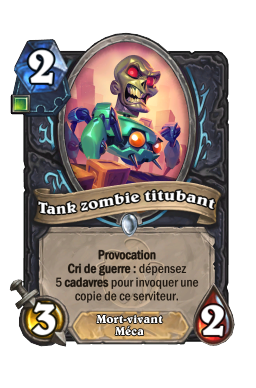 2
Tank zombie titubant
Provocation
Cri de guerre : dépensez
5 cadavres pour invoquer une
copie de ce serviteur.
3
Mort-vivant
Méca
2